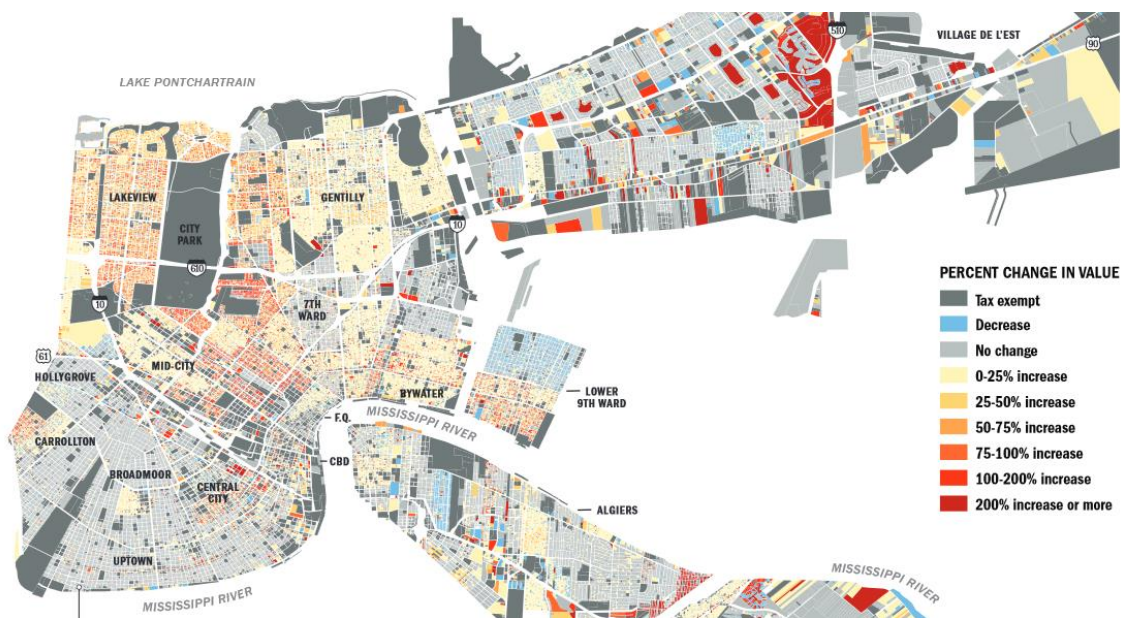 VILLAGE DE L'EST
510
90
LAKE PONTCHARTRAIN
LAKEVIEW
GENTILLY
CITY
PARK
10
610
10
7TH
WARD
PERCENT CHANGE IN VALUE
Tax exempt
Decrease
No change
0-25% increase
25-50% increase
50-75% increase
75-100% increase
100-200% increase
200% increase or more
61
MID-CITY
HOLLYGROVE
BYWATER
LOWER
9TH WARD
F.Q.
MISSISSIPPI RIVER
CARROLLTON
CBD
BROADMOOR
CENTRAL
CITY
ALGIERS
UPTOWN
MISSISSIPPI RIVER
MISSISSIPPI RIVER